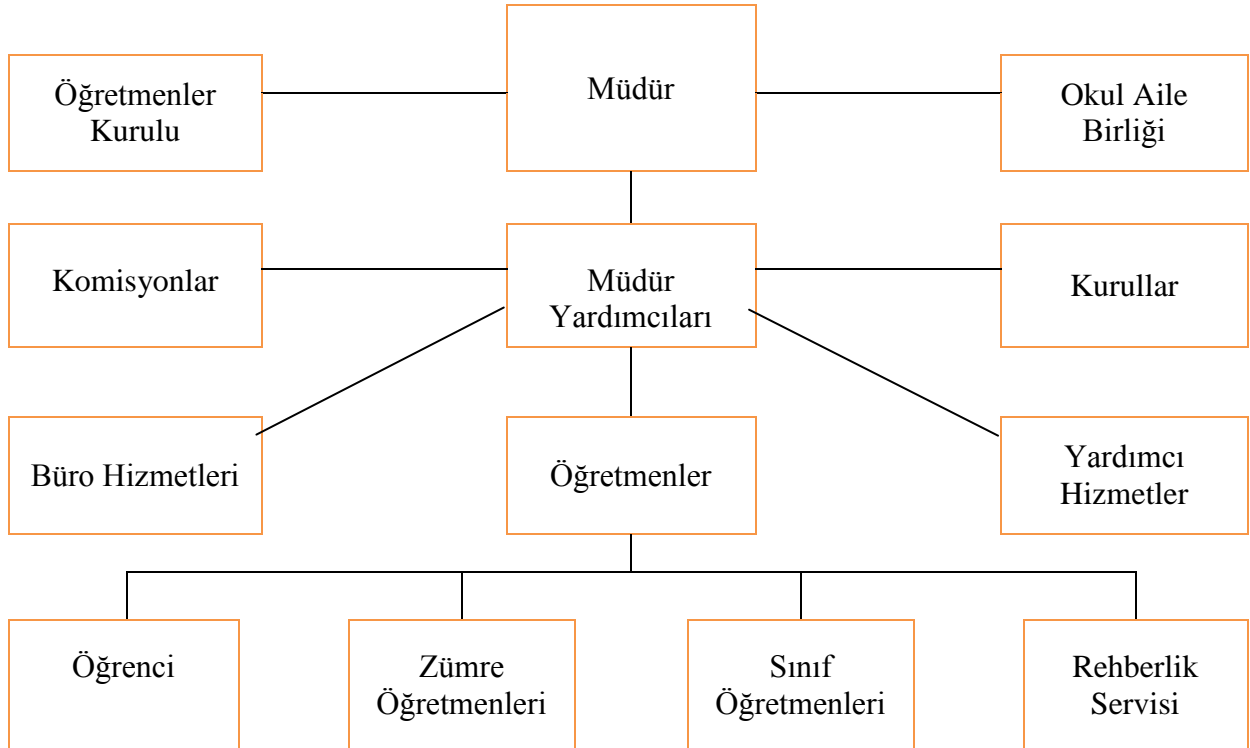 Müdür
Öğretmenler
Kurulu
Okul Aile
Birliği
Komisyonlar
Müdür
Yardımcıları
Kurullar
Büro Hizmetleri
Öğretmenler
Yardımcı
Hizmetler
Öğrenci
Zümre
Öğretmenleri
Sınıf
Öğretmenleri
Rehberlik
Servisi